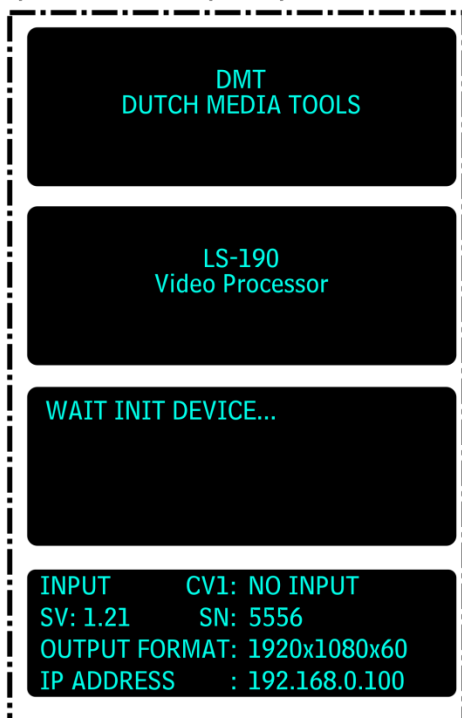 DMT
DUTCH MEDIA TOOLS
LS-190
Video Processor
WAIT INIT DEVICE...
INPUT CV1: NO INPUT
SV: 1.21 SN: 5556
OUTPUT FORMAT: 1920x1080x60
IP ADDRESS : 192.168.0.100